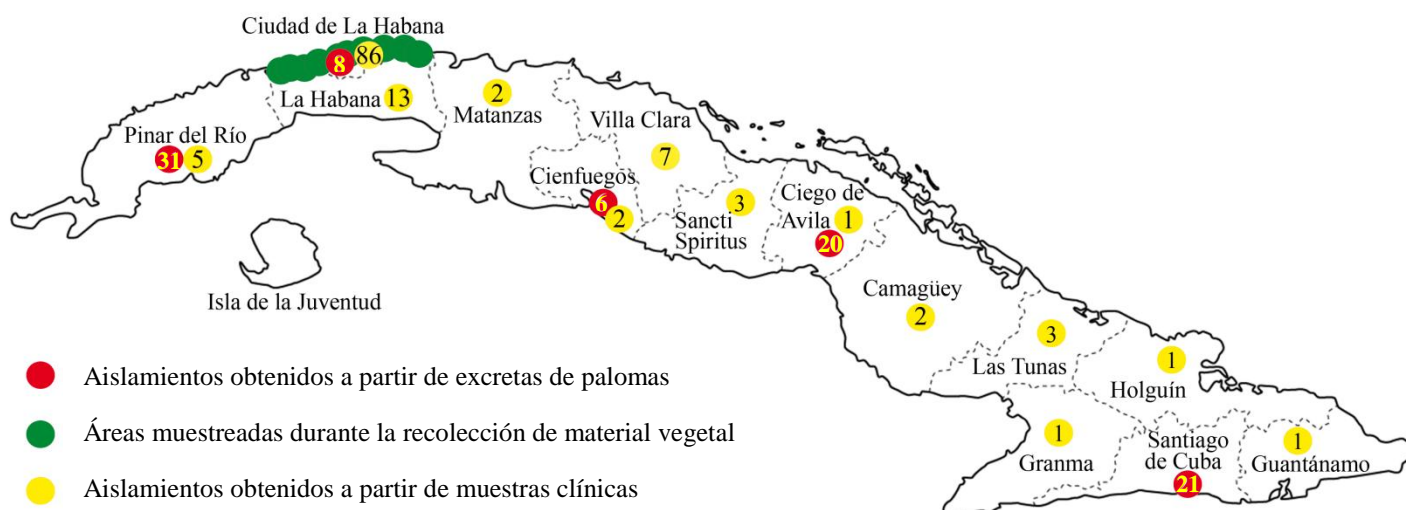 Ciudad de La Habana
8
86
La Habana
13
2
Matanzas
Villa Clara
7
Pinar del Río
31
5
Cienfuegos
6
2
3
Sancti
Spiritus
Ciego de
Avila
1
20
Isla de la Juventud
Camagüey
2
3
Las Tunas
1
Holguín
1
Granma
Santiago
de Cuba
21
1
Guantánamo
Aislamientos obtenidos a partir de excretas de palomas
Áreas muestreadas durante la recolección de material vegetal
Aislamientos obtenidos a partir de muestras clínicas